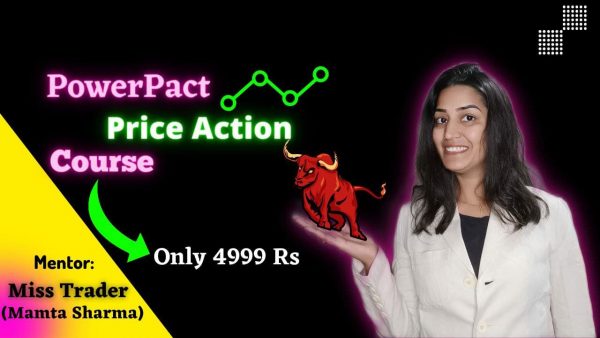 PowerPact
Price Action
Course
Only 4999 Rs
Mentor:
Miss Trader
(Mamta Sharma)